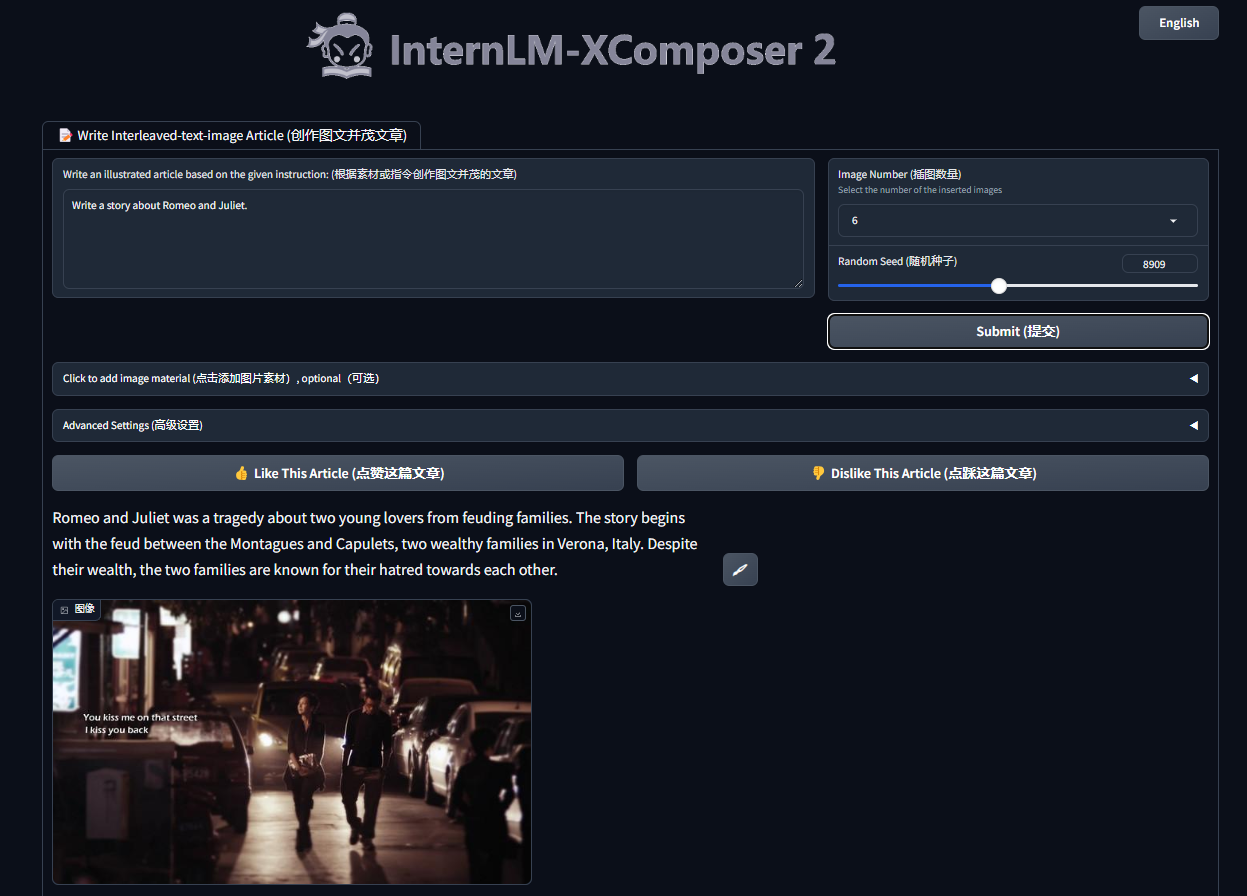 English
InternLM-XComposer 2
📝 Write Interleaved-text-image Article (创作图文并茂文章)
Write an illustrated article based on the given instruction: (根据素材或指令创作图文并茂的文章)
Write a story about Romeo and Juliet.
Image Number (插图数量)
Select the number of the inserted images
6
Random Seed (随机种子)
8909
Submit (提交)
Click to add image material (点击添加图片素材）, optional（可选）
Advanced Settings (高级设置)
👍 Like This Article (点赞这篇文章)
👎 Dislike This Article (点踩这篇文章)
Romeo and Juliet was a tragedy about two young lovers from feuding families. The story begins
with the feud between the Montagues and Capulets, two wealthy families in Verona, Italy. Despite
their wealth, the two families are known for their hatred towards each other.
图像
You kiss me on that street
I kiss you back